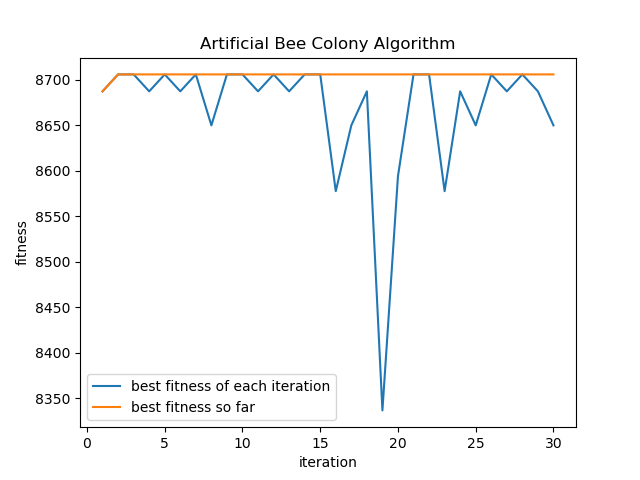 Artificial Bee Colony Algorithm
8700
8650
8600
8550
8500
8450
8400
8350
fitness
best fitness of each iteration
best fitness so far
0 5 10 15 20 25 30
iteration